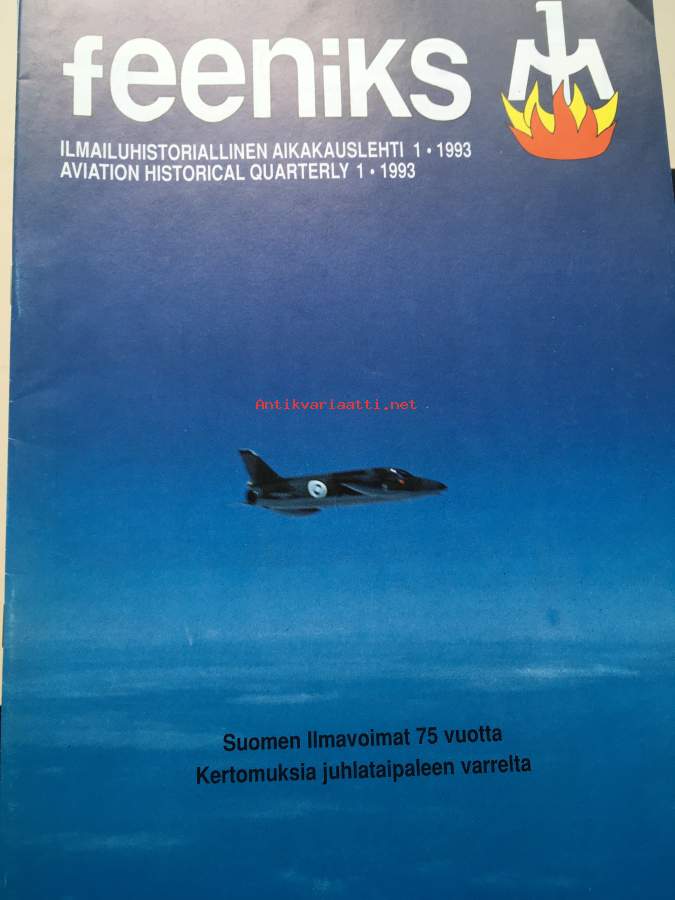 feeniks
ILMAILUHISTORIALLINEN AIKAKAUSLEHTI 1 • 1993
AVIATION HISTORICAL QUARTERLY 1 • 1993
Antikvariaatti.net
Suomen Ilmavoimat 75 vuotta
Kertomuksia juhlataipaleen varrelta